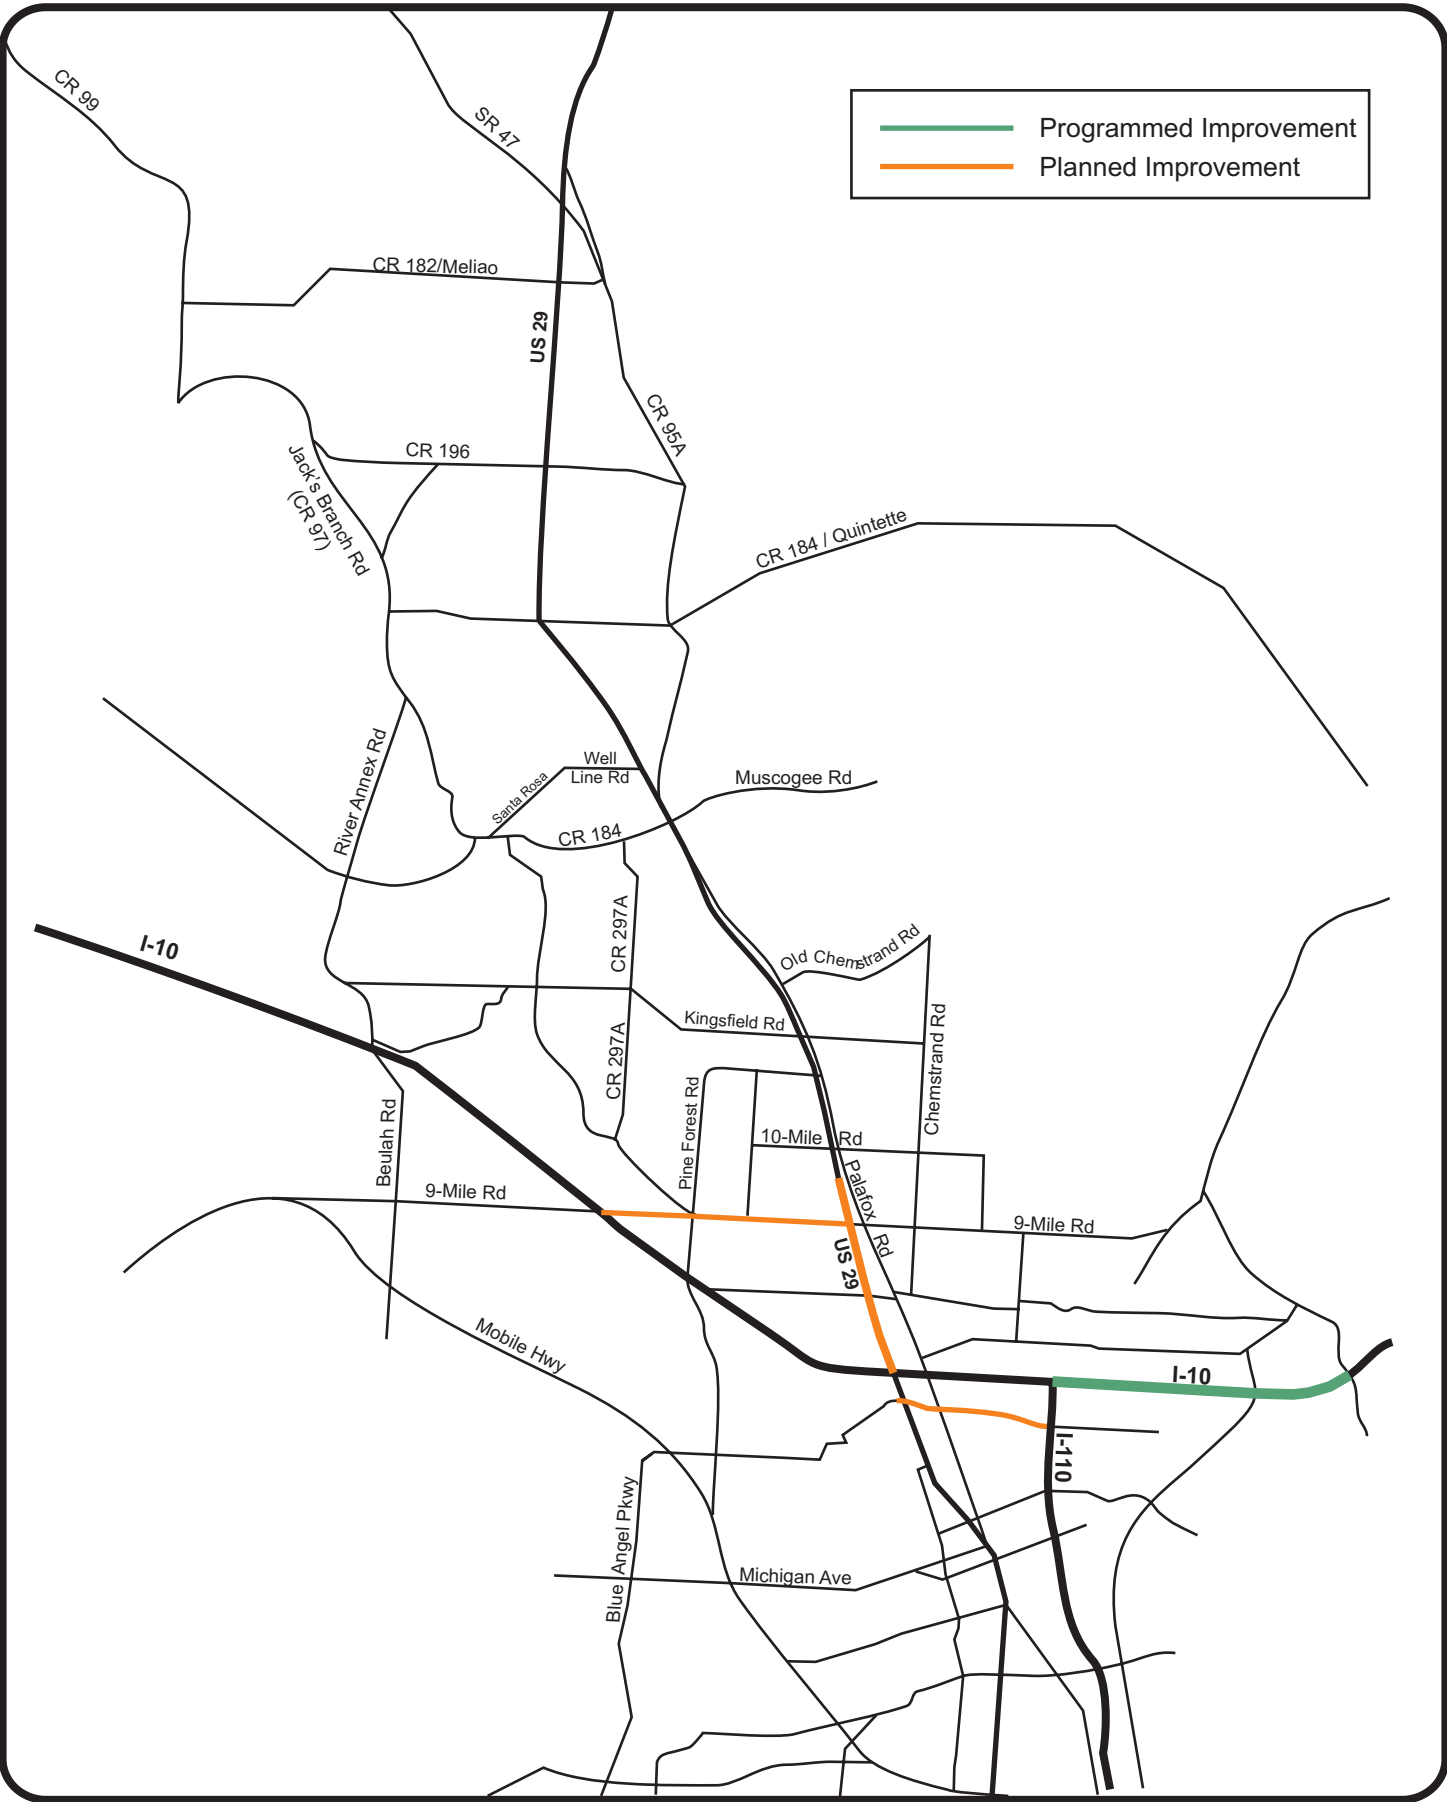 CR 99
SR 47
Programmed Improvement
Planned Improvement
CR 182/Meliao
US 29
CR 95A
CR 196
Jack's Branch Rd
(CR 97)
CR 184 / Quintette
River Annex Rd
Well
Line Rd
Santa Rosa
Muscogee Rd
CR 184
CR 297A
I-10
Old Chemstrand Rd
Kingsfield Rd
CR 297A
Chemstrand Rd
Pine Forest Rd
Beulah Rd
10-Mile Rd
Palafox Rd
9-Mile Rd
9-Mile Rd
US 29
Mobile Hwy
I-10
I-110
Blue Angel Pkwy
Michigan Ave